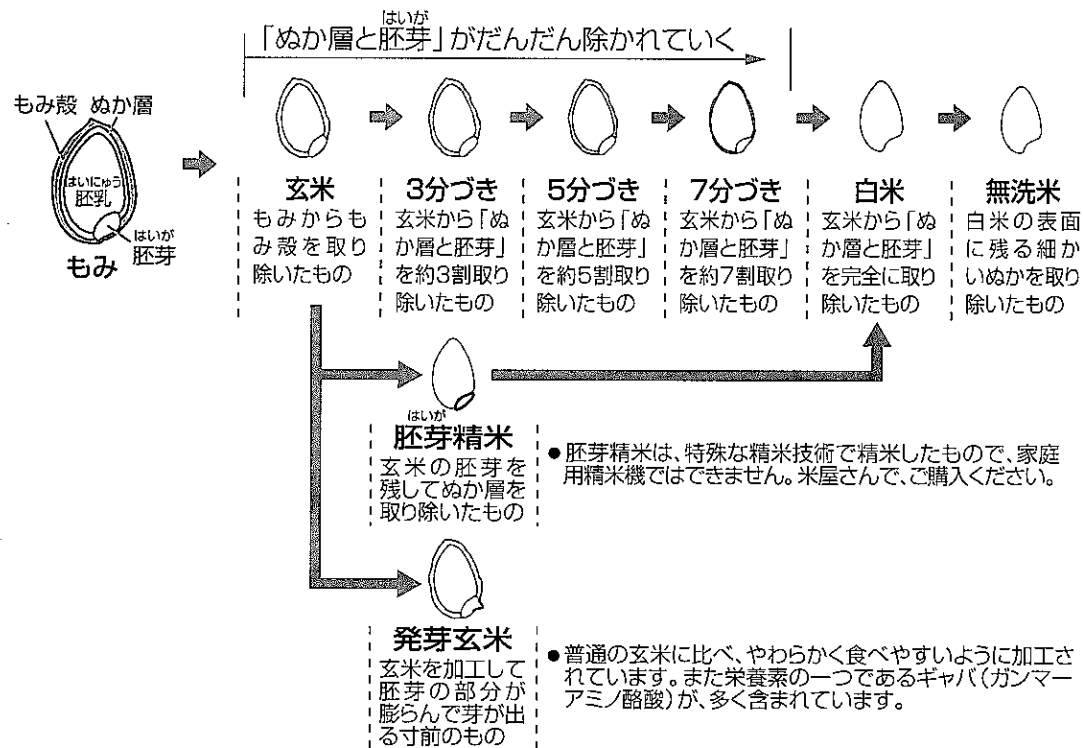 「ぬか層と胚芽」がだんだん除かれていく
はいが
もみ殻 ぬか層
はいにゅう
胚乳
はいが
胚芽
もみ
玄米
もみからも
み殻を取り
除いたもの
3分づき
玄米から「ぬ
か層と胚芽」
を約3割取り
除いたもの
5分づき
玄米から「ぬ
か層と胚芽」
を約5割取り
除いたもの
7分づき
玄米から「ぬ
か層と胚芽」
を約7割取り
除いたもの
白米
玄米から「ぬ
か層と胚芽」
を完全に取り
除いたもの
無洗米
白米の表面
に残る細か
いぬかを取り
除いたもの
はいが
胚芽精米
玄米の胚芽を
残してぬか層を
取り除いたもの
●胚芽精米は、特殊な精米技術で精米したもので、家庭
用精米機ではできません。米屋さんで、ご購入ください。
発芽玄米
玄米を加工して
胚芽の部分が
膨らんで芽が出
る寸前のもの
●普通の玄米に比べ、やわらかく食べやすいように加工さ
れています。また栄養素の一つであるギャバ(ガンマー
アミノ酪酸)が、多く含まれています。